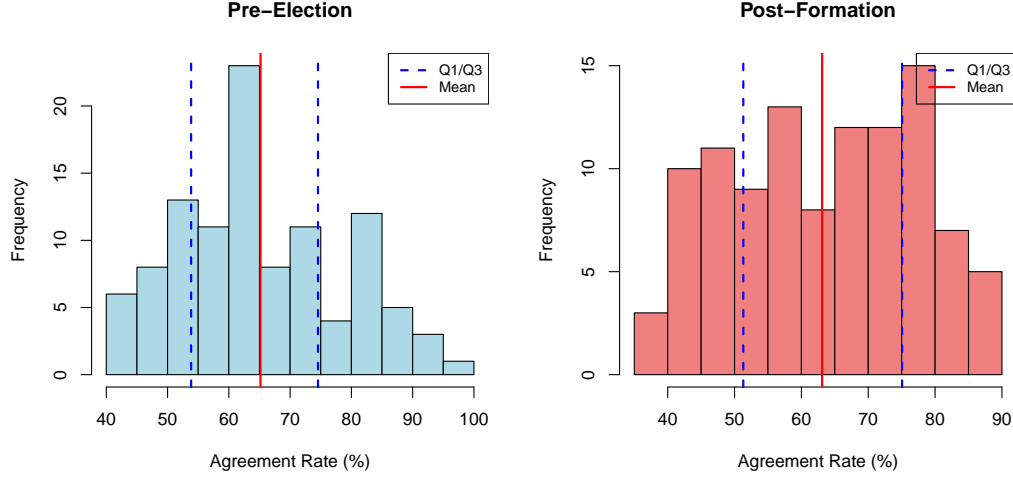 Pre−Election
Q1/Q3
Mean
Frequency
0
5
10
15
20
40 50 60 70 80 90 100
Agreement Rate (%)
Post−Formation
Q1/Q3
Mean
Frequency
0
5
10
15
40 50 60 70 80 90
Agreement Rate (%)